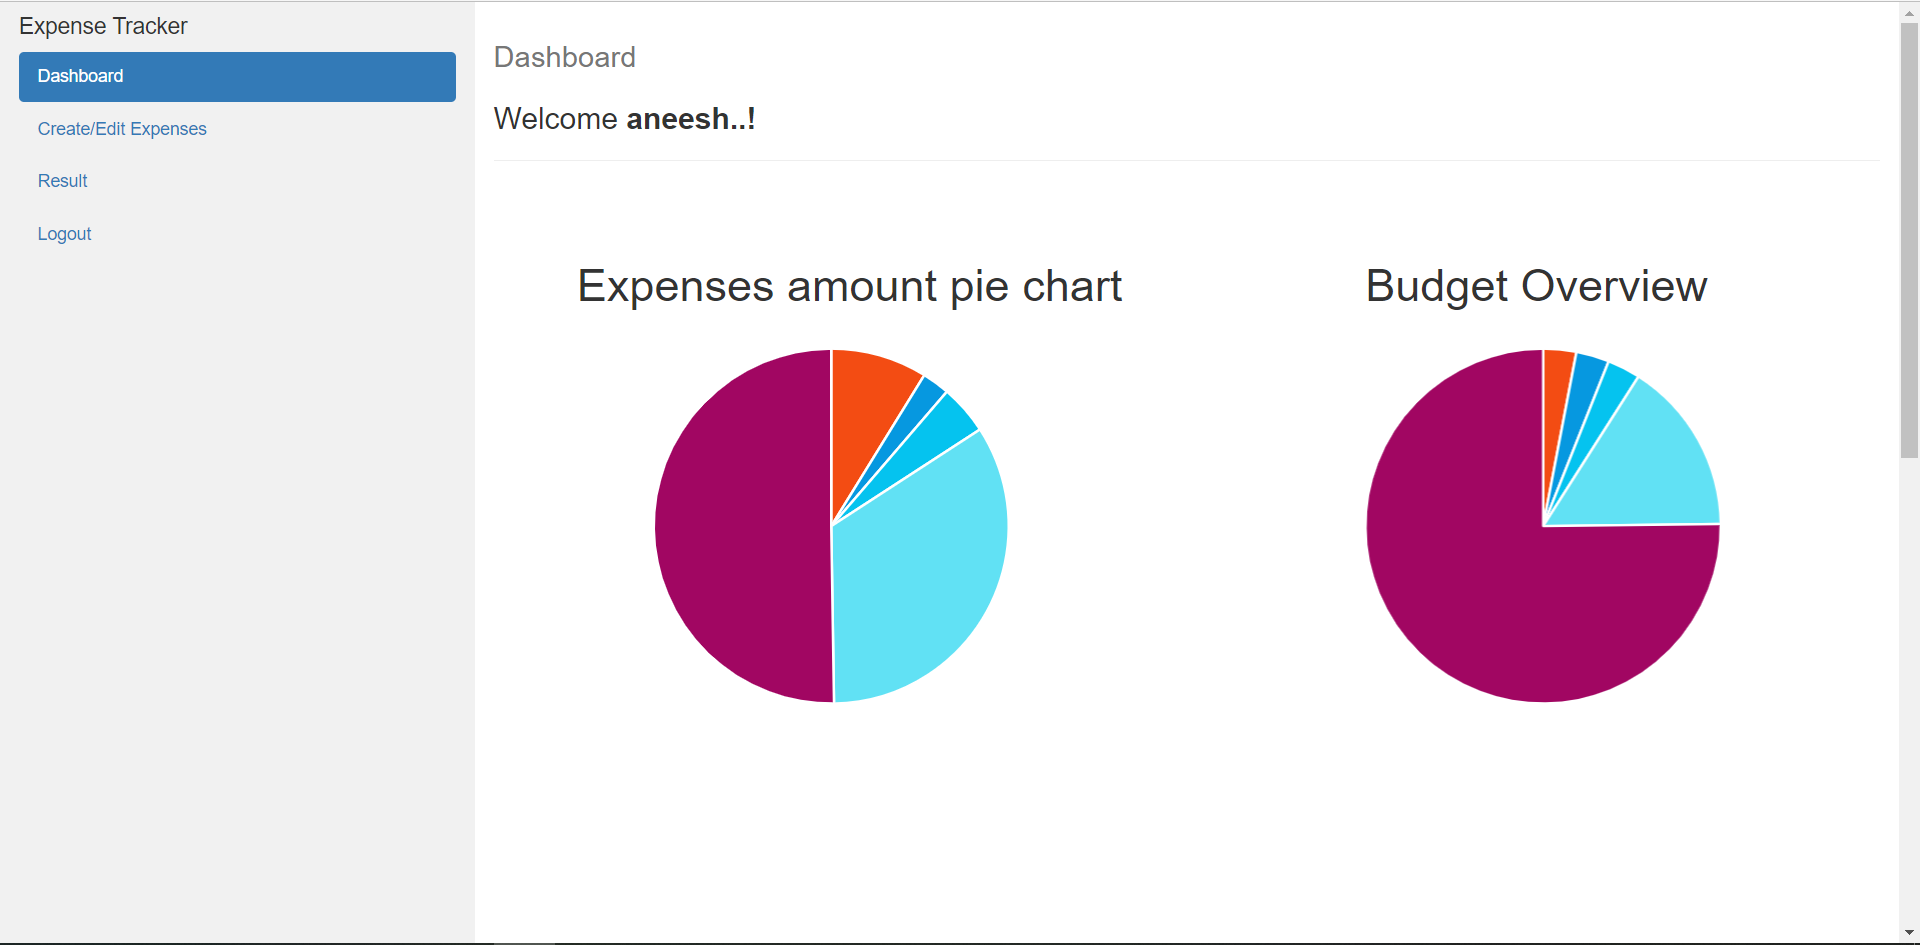 Expense Tracker
Dashboard
Create/Edit Expenses
Result
Logout
Dashboard
Welcome aneesh..!
Expenses amount pie chart
Budget Overview